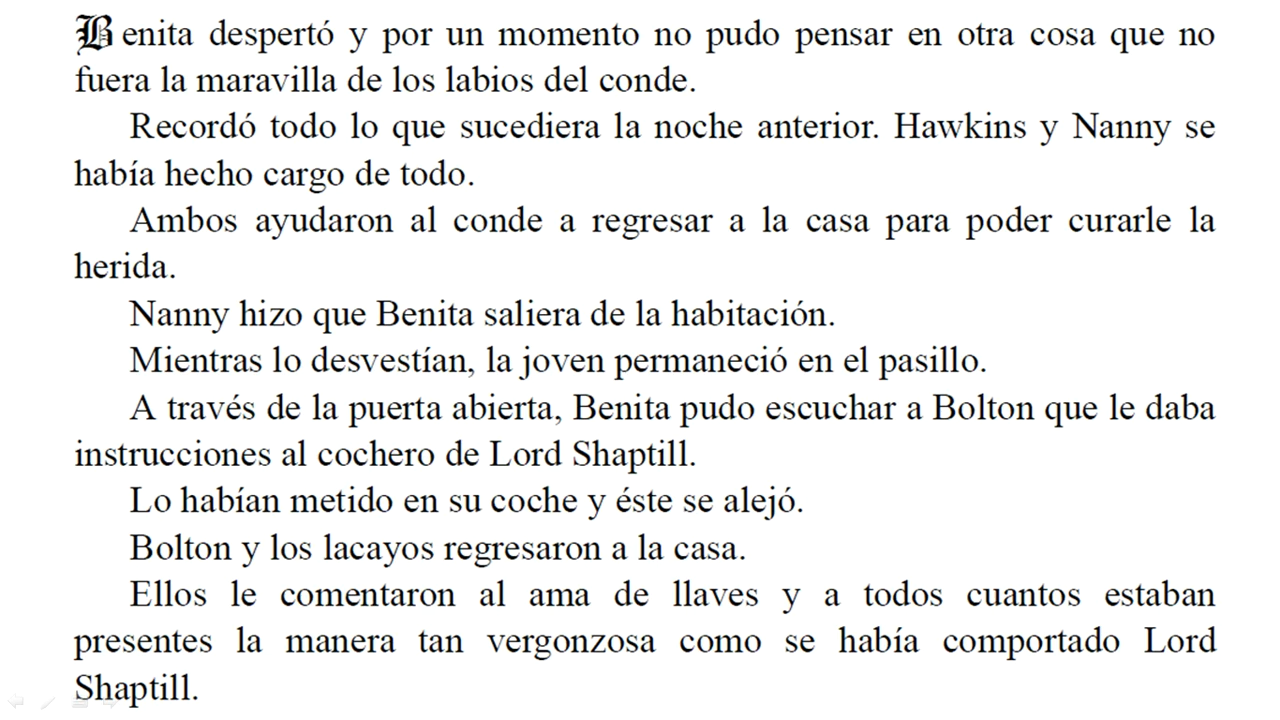 Benita despertó y por un momento no pudo pensar en otra cosa que no
fuera la maravilla de los labios del conde.
Recordó todo lo que sucediera la noche anterior. Hawkins y Nanny se
había hecho cargo de todo.
Ambos ayudaron al conde a regresar a la casa para poder curarle la
herida.
Nanny hizo que Benita saliera de la habitación.
Mientras lo desvestían, la joven permaneció en el pasillo.
A través de la puerta abierta, Benita pudo escuchar a Bolton que le daba
instrucciones al cochero de Lord Shaptill.
Lo habían metido en su coche y éste se alejó.
Bolton y los lacayos regresaron a la casa.
Ellos le comentaron al ama de llaves y a todos cuantos estaban
presentes la manera tan vergonzosa como se había comportado Lord
Shaptill.